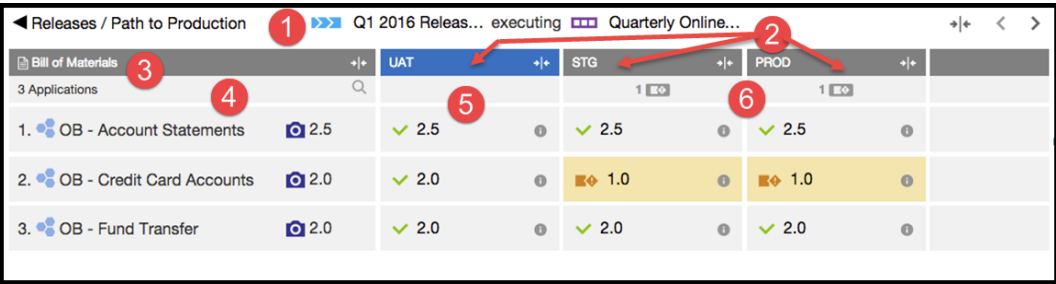 Releases / Path to Production 1 Q1 2016 Releas... executing Quarterly Online...
2
Bill of Materials 3 UAT STG PROD
3 Applications 4 5 1 6 1
1. OB - Account Statements 2.5 2.5 2.5 2.5
2. OB - Credit Card Accounts 2.0 2.0 1.0 1.0
3. OB - Fund Transfer 2.0 2.0 2.0 2.0